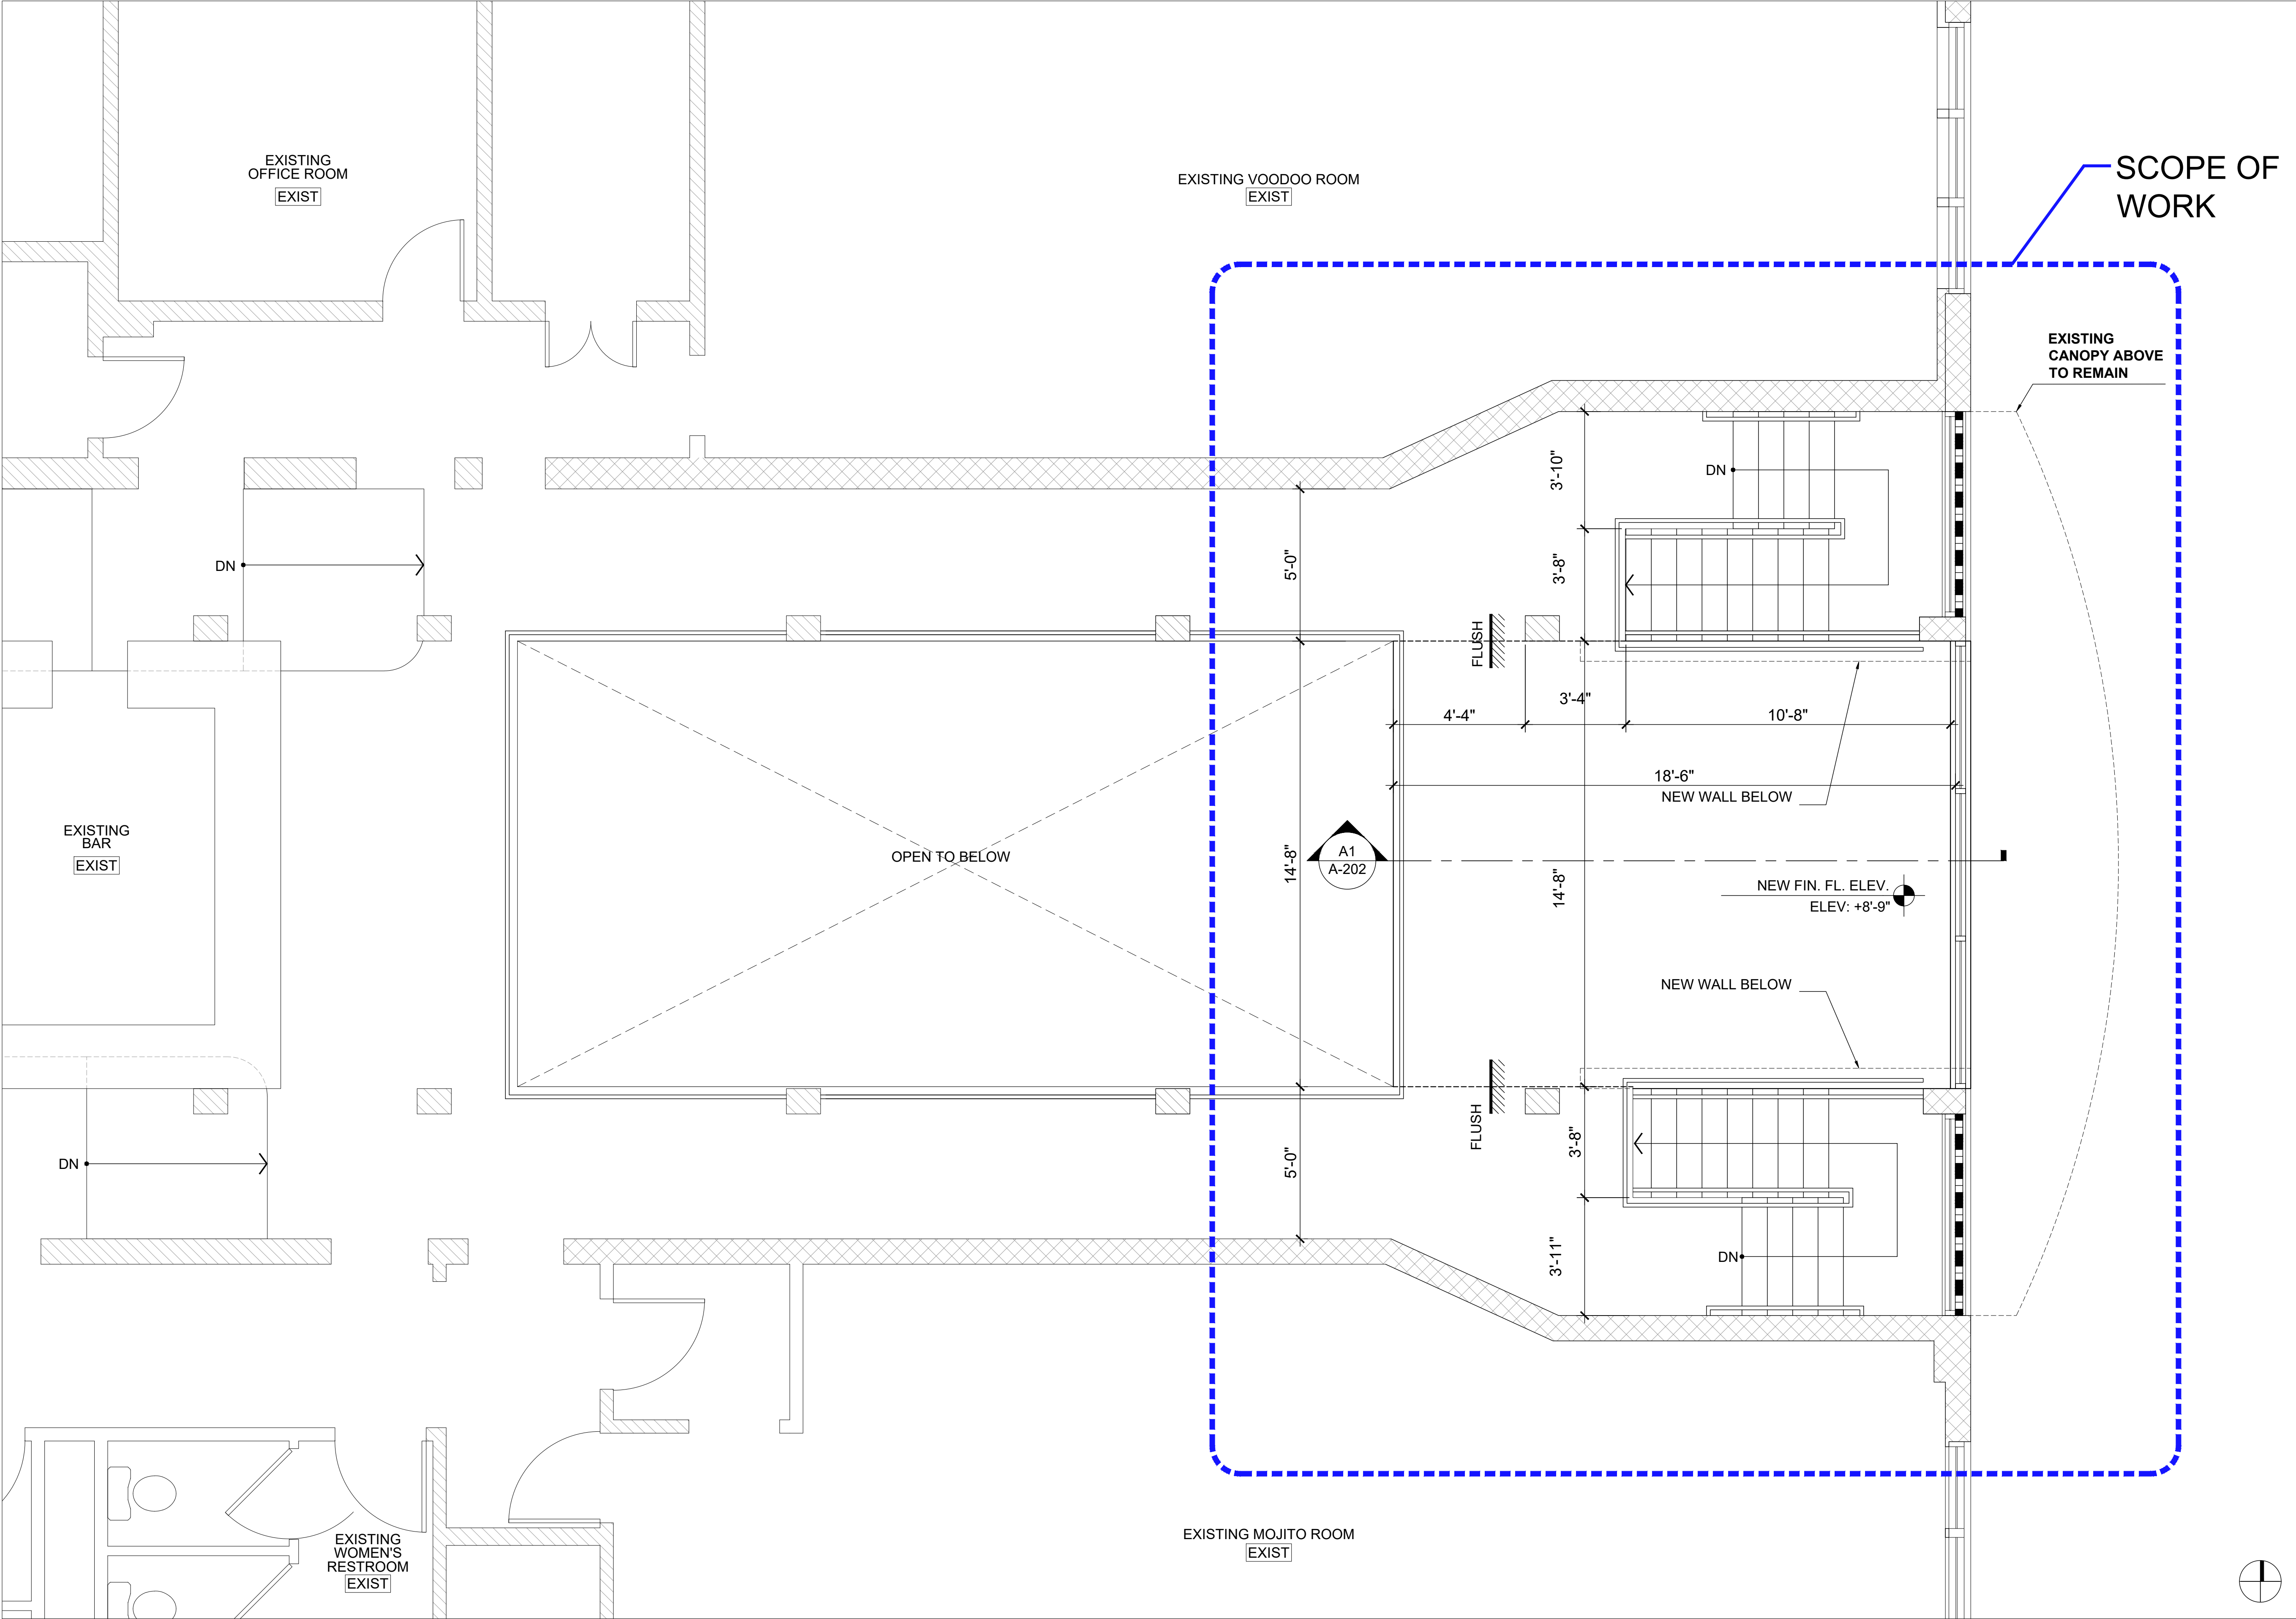 EXISTING
OFFICE ROOM
EXIST
EXISTING VOODOO ROOM
EXIST
SCOPE OF
WORK
EXISTING
CANOPY ABOVE
TO REMAIN
DN
3'-10"
DN
5'-0"
3'-8"
FLUSH
3'-4"
4'-4"
10'-8"
18'-6"
NEW WALL BELOW
EXISTING
BAR
EXIST
OPEN TO BELOW
14'-8"
A1
A-202
14'-8"
NEW FIN. FL. ELEV.
ELEV: +8'-9"
NEW WALL BELOW
FLUSH
3'-8"
DN
5'-0"
3'-11"
DN
EXISTING
WOMEN'S
RESTROOM
EXIST
EXISTING MOJITO ROOM
EXIST